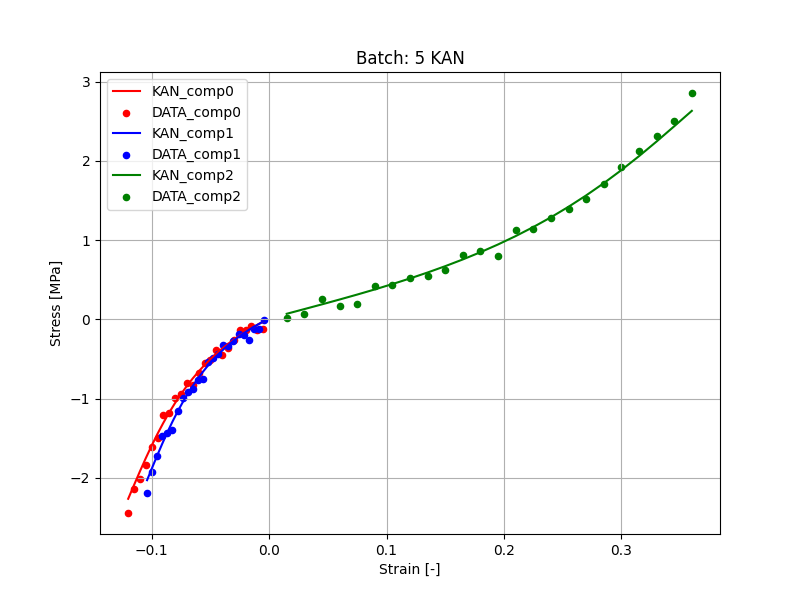 Batch: 5 KAN
KAN_comp0
DATA_comp0
KAN_comp1
DATA_comp1
KAN_comp2
DATA_comp2
3
2
1
0
−1
−2
Stress [MPa]
−0.1
0.0
0.1
0.2
0.3
Strain [-]